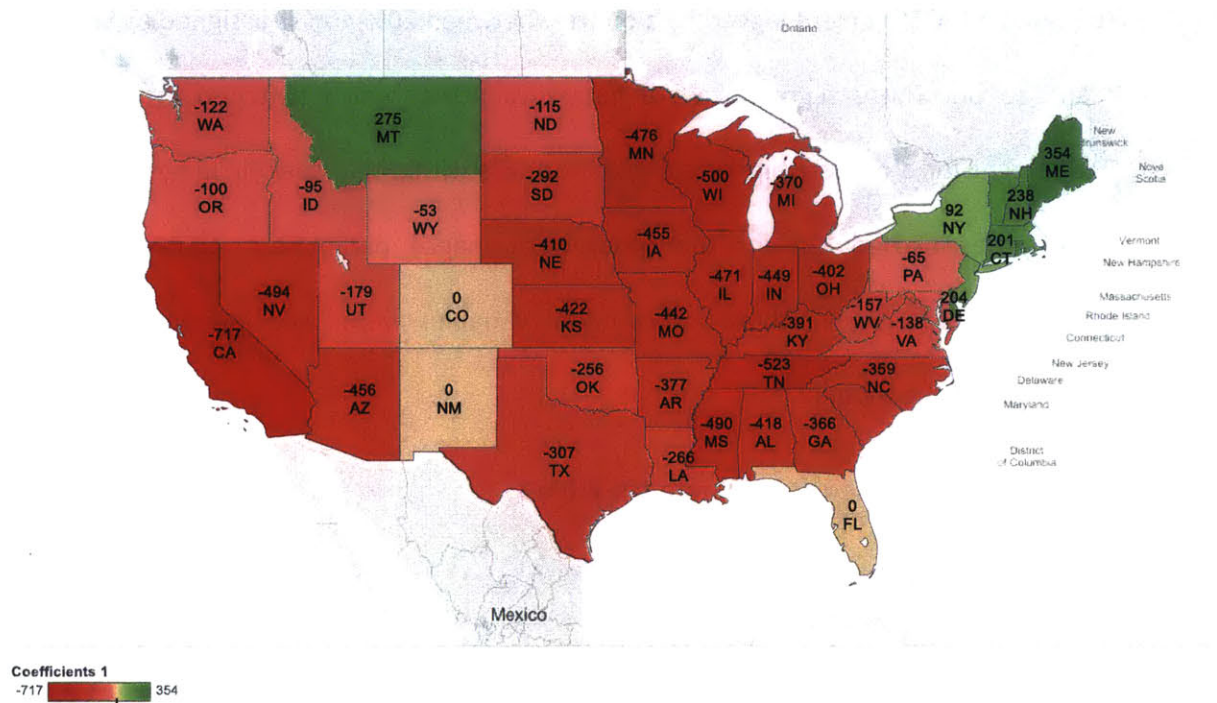 Ontario
-122
WA
275
MT
-115
ND
-476
MN
New
Brunswick
354
ME
Nova
Scotia
-100
OR
-95
ID
-292
SD
-500
WI
-370
MI
238
NH
-53
WY
92
NY
-455
IA
201
CT
Vermont
-410
NE
-65
PA
New Hampshire
-494
NV
-179
UT
0
CO
-471
IL
-449
IN
-402
OH
204
DE
Massachusetts
-717
CA
-422
KS
-442
MO
-157
WV
-138
VA
Rhode Island
-391
KY
Connecticut
-523
TN
-359
NC
New Jersey
-456
AZ
0
NM
-256
OK
-377
AR
Delaware
Maryland
-490
MS
-418
AL
-366
GA
-307
TX
-266
LA
District
of Columbia
0
FL
Mexico
Coefficients 1
-717 354